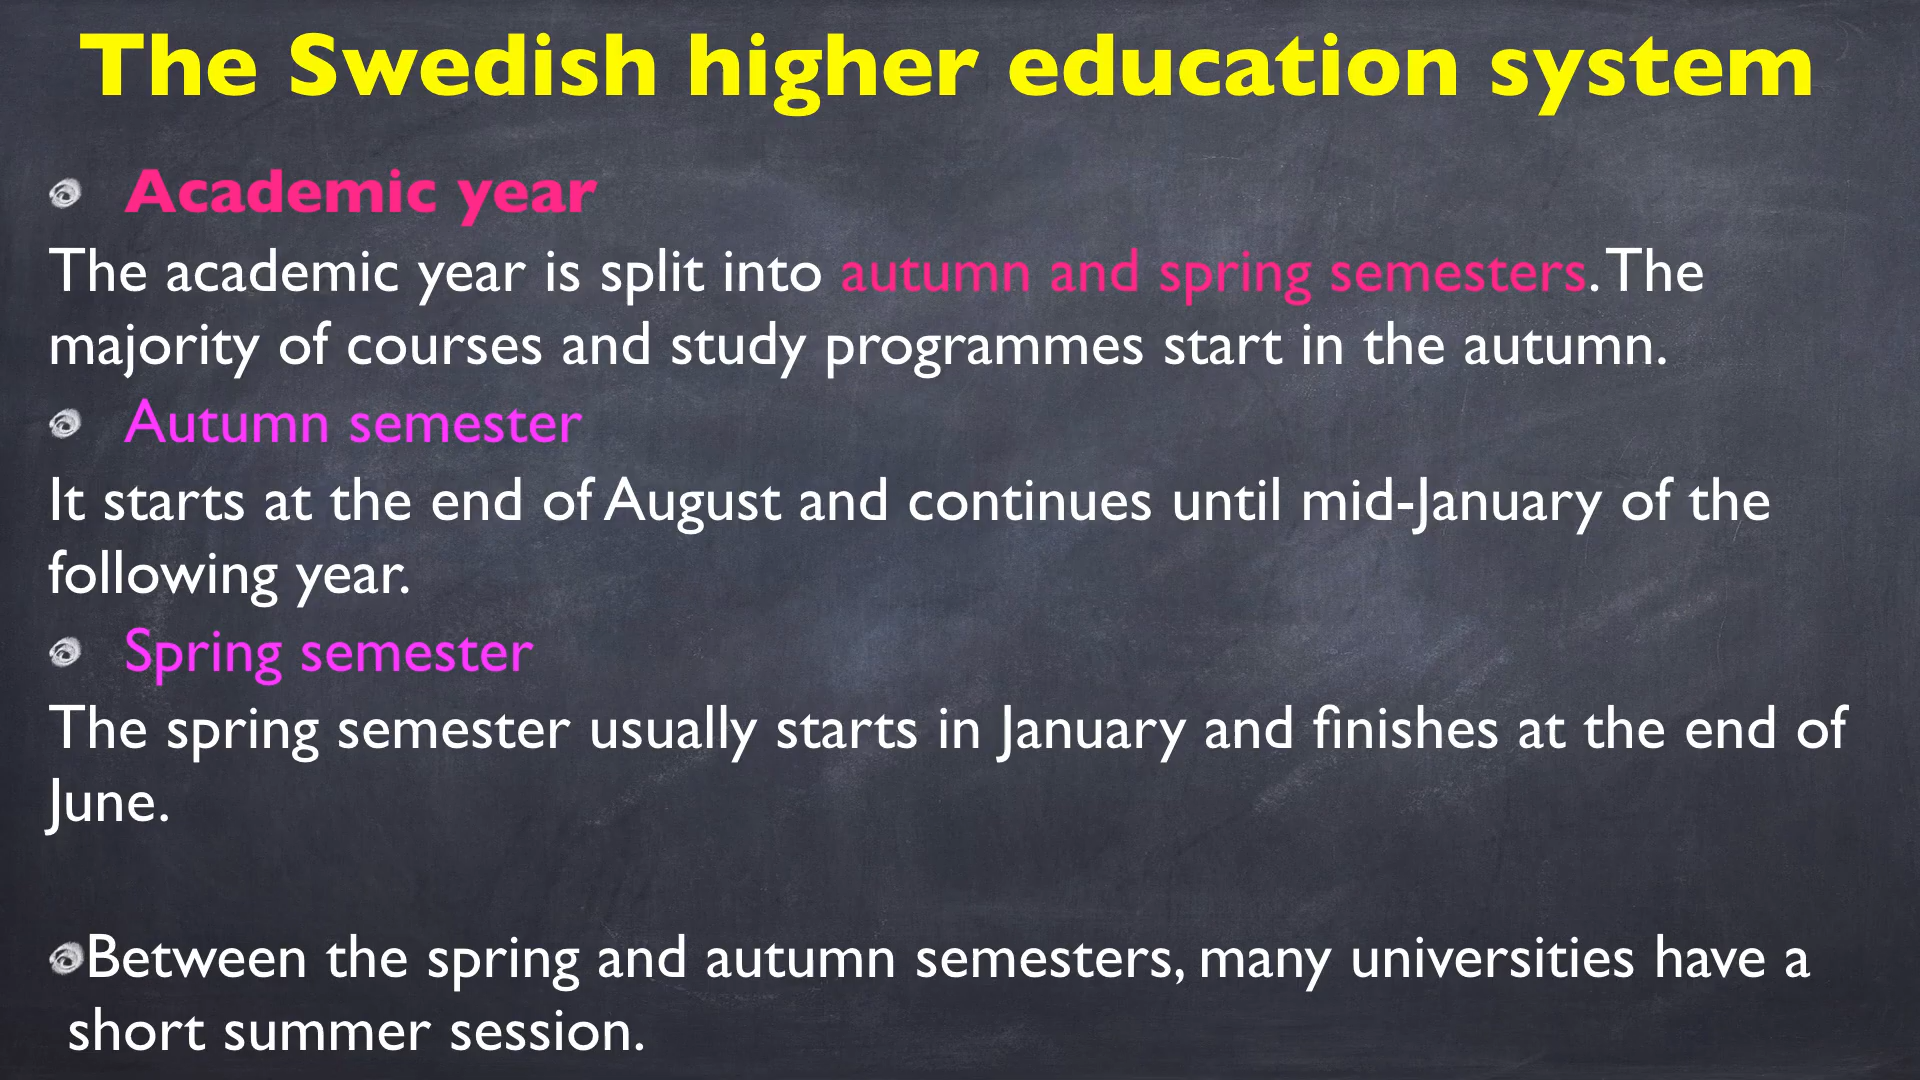 The Swedish higher education system
Academic year
The academic year is split into autumn and spring semesters. The
majority of courses and study programmes start in the autumn.
Autumn semester
It starts at the end of August and continues until mid-January of the
following year.
Spring semester
The spring semester usually starts in January and finishes at the end of
June.
Between the spring and autumn semesters, many universities have a
short summer session.